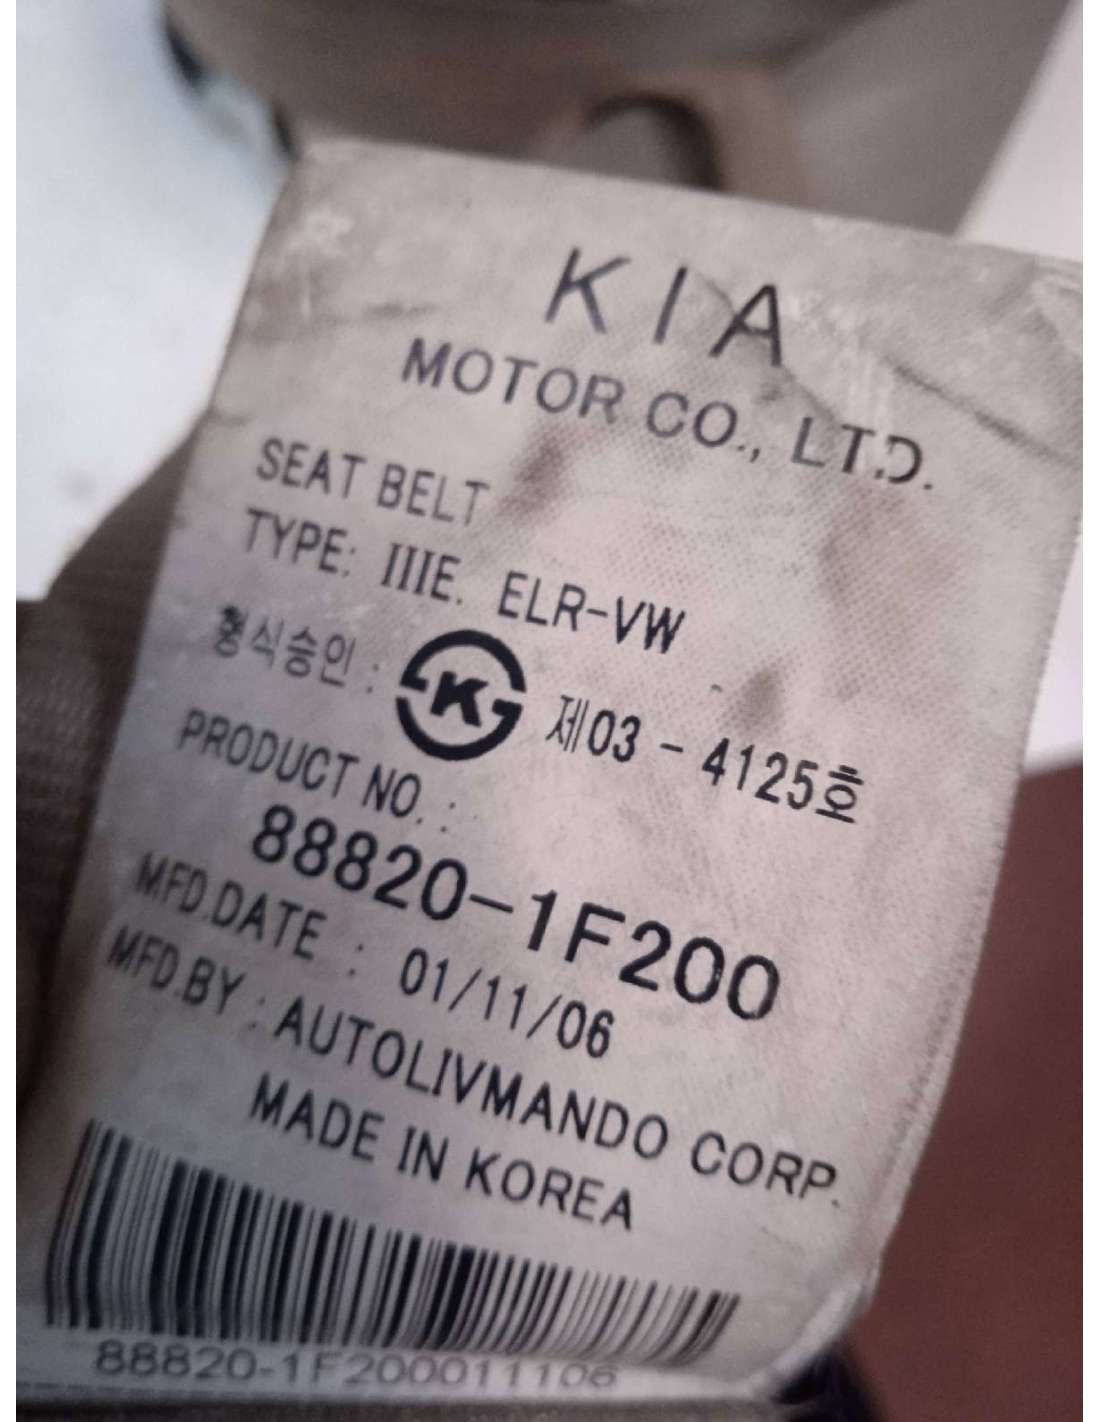 KIA
MOTOR CO., LTD.
SEAT BELT
TYPE: IIIE. ELR-VW
형식승인 : K 제03 - 4125호
PRODUCT NO. :
88820-1F200
MFD.DATE : 01/11/06
MFD.BY : AUTOLIVMANDO CORP.
MADE IN KOREA
88820-1F200011106